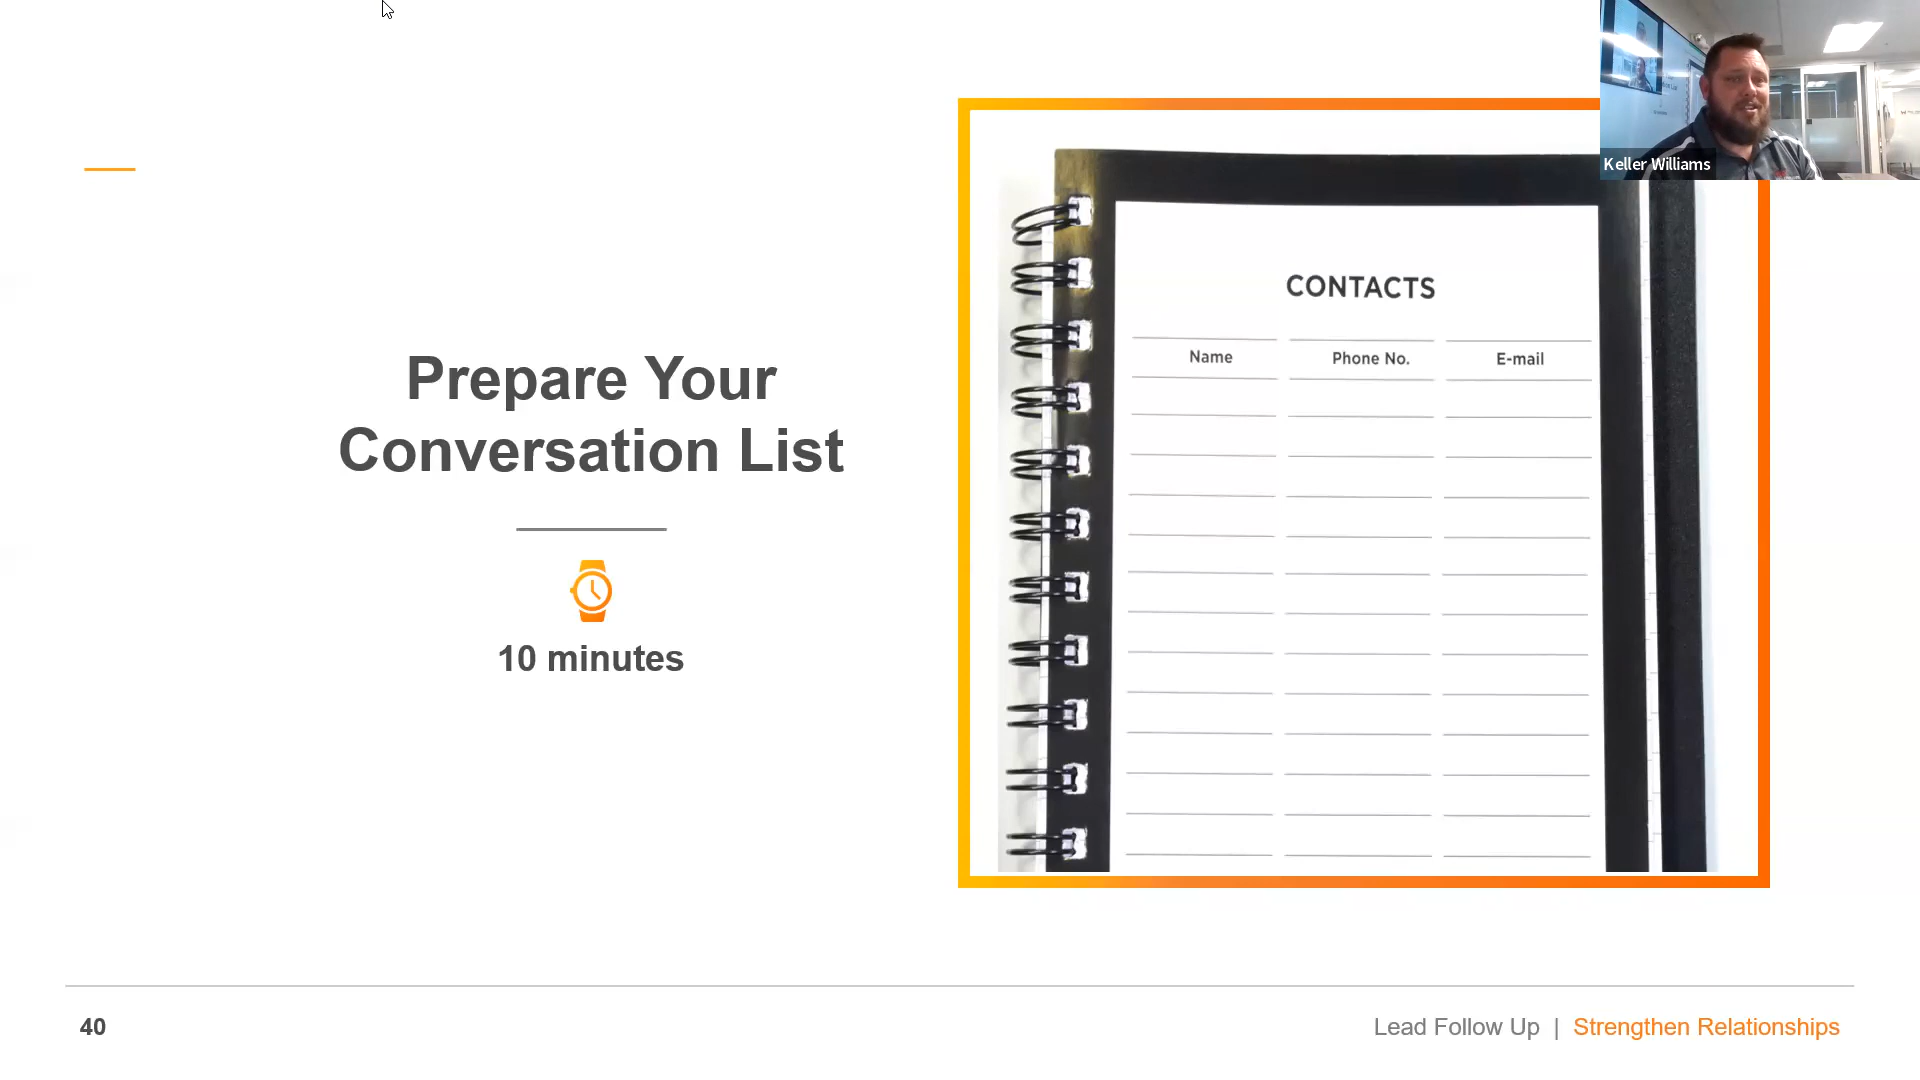 Keller Williams
Prepare Your
Conversation List
10 minutes
CONTACTS
Name Phone No. E-mail
40
Lead Follow Up | Strengthen Relationships